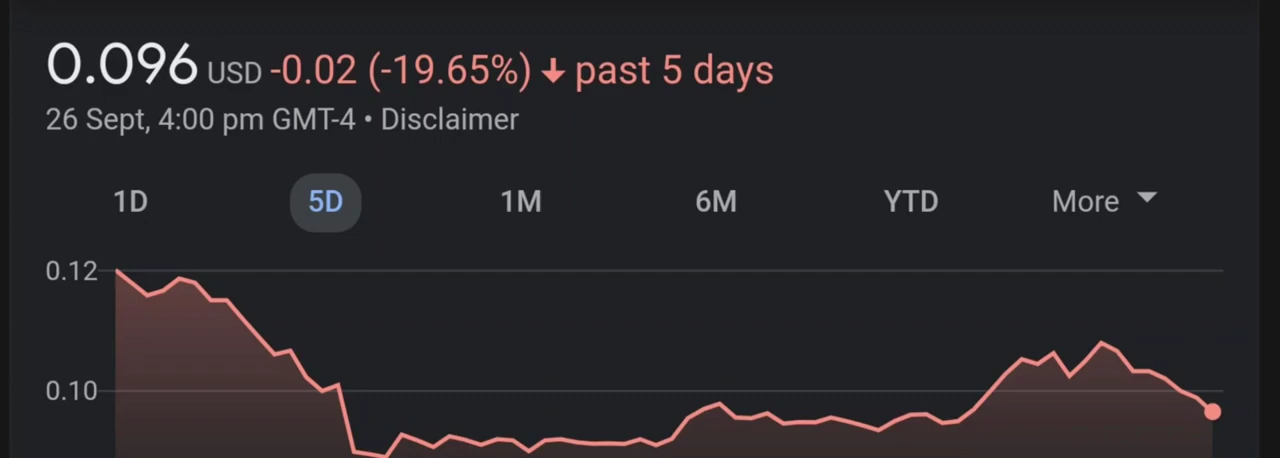 0.096 USD -0.02 (-19.65%) ↓ past 5 days
26 Sept, 4:00 pm GMT-4 • Disclaimer
1D 5D 1M 6M YTD More
0.12
0.10